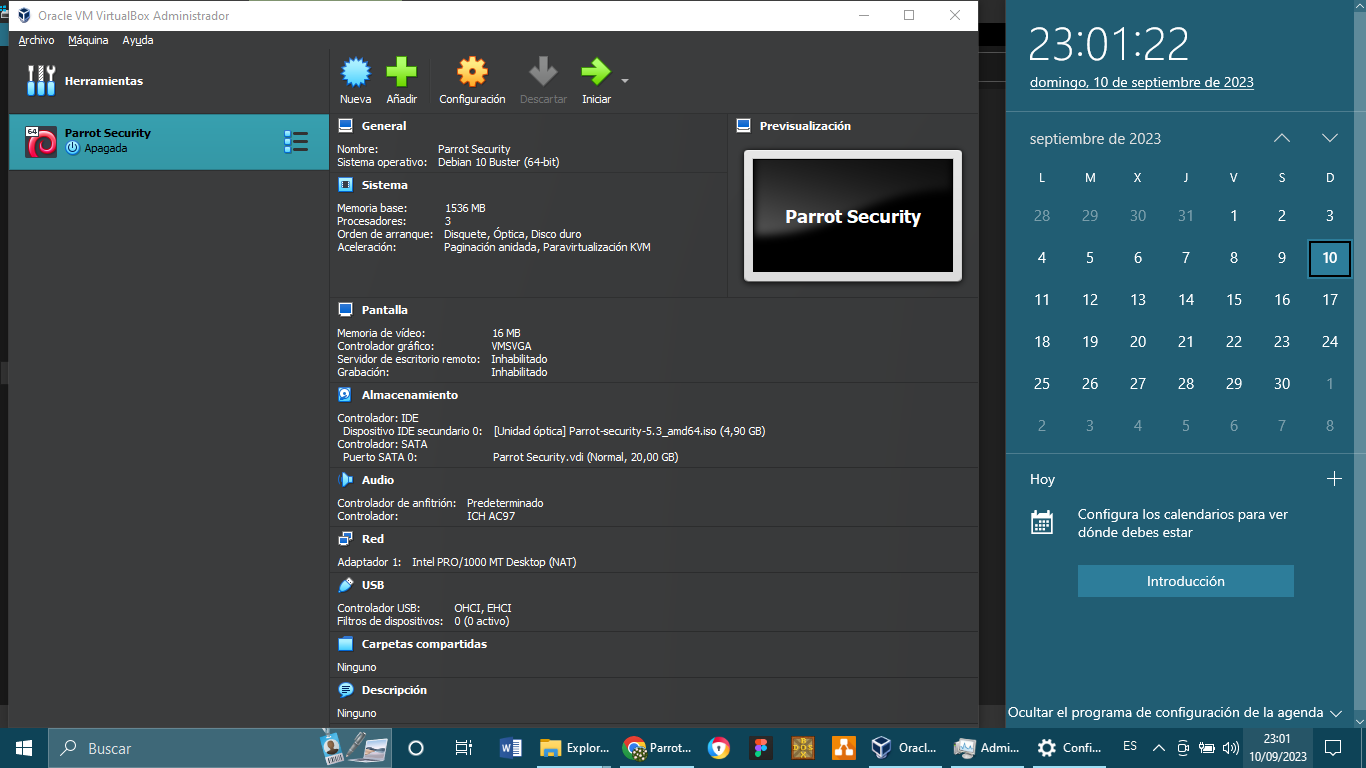 Oracle VM VirtualBox Administrador
Archivo Máquina Ayuda
Herramientas
Nueva Añadir Configuración Descartar Iniciar
64
Parrot Security
Apagada
General
Nombre: Parrot Security
Sistema operativo: Debian 10 Buster (64-bit)
Sistema
Memoria base: 1536 MB
Procesadores: 3
Orden de arranque: Disquete, Óptica, Disco duro
Aceleración: Paginación anidada, Paravirtualización KVM
Previsualización
Parrot Security
Pantalla
Memoria de vídeo: 16 MB
Controlador gráfico: VMSVGA
Servidor de escritorio remoto: Inhabilitado
Grabación: Inhabilitado
Almacenamiento
Controlador: IDE
Dispositivo IDE secundario 0: [Unidad óptica] Parrot-security-5.3_amd64.iso (4,90 GB)
Controlador: SATA
Puerto SATA 0: Parrot Security.vdi (Normal, 20,00 GB)
Audio
Controlador de anfitrión: Predeterminado
Controlador: ICH AC97
Red
Adaptador 1: Intel PRO/1000 MT Desktop (NAT)
USB
Controlador USB: OHCI, EHCI
Filtros de dispositivos: 0 (0 activo)
Carpetas compartidas
Ninguno
Descripción
Ninguno
23:01:22
domingo, 10 de septiembre de 2023
septiembre de 2023
L M X J V S D
28 29 30 31 1 2 3
4 5 6 7 8 9 10
11 12 13 14 15 16 17
18 19 20 21 22 23 24
25 26 27 28 29 30 1
2 3 4 5 6 7 8
Hoy
Configura los calendarios para ver
dónde debes estar
Introducción
Ocultar el programa de configuración de la agenda
Buscar
Explor... Parrot... Oracl... Admi... Confi... ES
23:01
10/09/2023